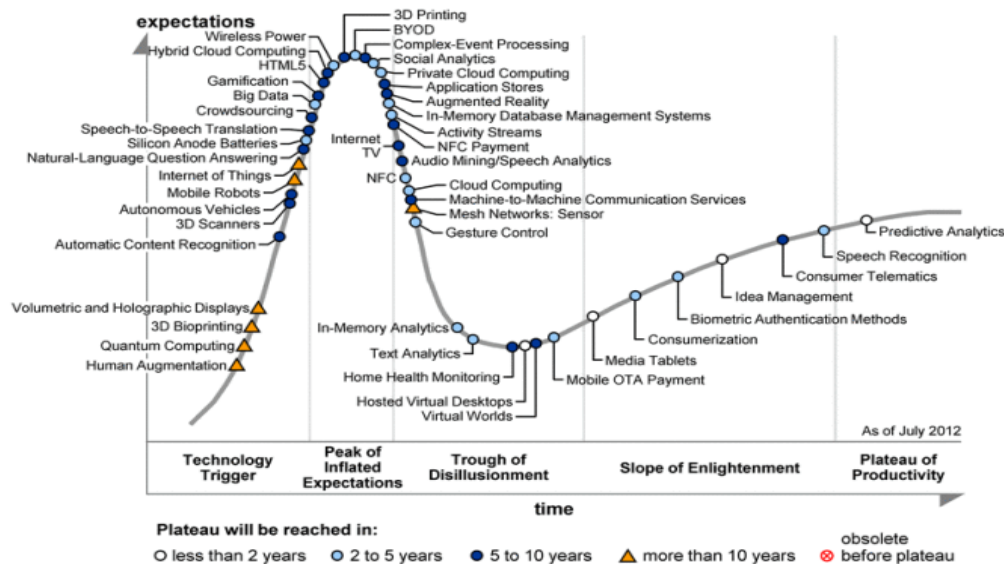 expectations
Wireless Power
Hybrid Cloud Computing
HTML5
Gamification
Big Data
Crowdsourcing
Speech-to-Speech Translation
Silicon Anode Batteries
Natural-Language Question Answering
Internet of Things
Mobile Robots
Autonomous Vehicles
3D Scanners
Automatic Content Recognition
Volumetric and Holographic Displays
3D Bioprinting
Quantum Computing
Human Augmentation
3D Printing
BYOD
Complex-Event Processing
Social Analytics
Private Cloud Computing
Application Stores
Augmented Reality
In-Memory Database Management Systems
Activity Streams
NFC Payment
Internet
TV
Audio Mining/Speech Analytics
NFC
Cloud Computing
Machine-to-Machine Communication Services
Mesh Networks: Sensor
Gesture Control
In-Memory Analytics
Text Analytics
Home Health Monitoring
Hosted Virtual Desktops
Virtual Worlds
Mobile OTA Payment
Media Tablets
Consumerization
Biometric Authentication Methods
Idea Management
Consumer Telematics
Speech Recognition
Predictive Analytics
As of July 2012
Technology
Trigger
Peak of
Inflated
Expectations
Trough of
Disillusionment
Slope of Enlightenment
Plateau of
Productivity
time
Plateau will be reached in:
less than 2 years
2 to 5 years
5 to 10 years
more than 10 years
obsolete
before plateau